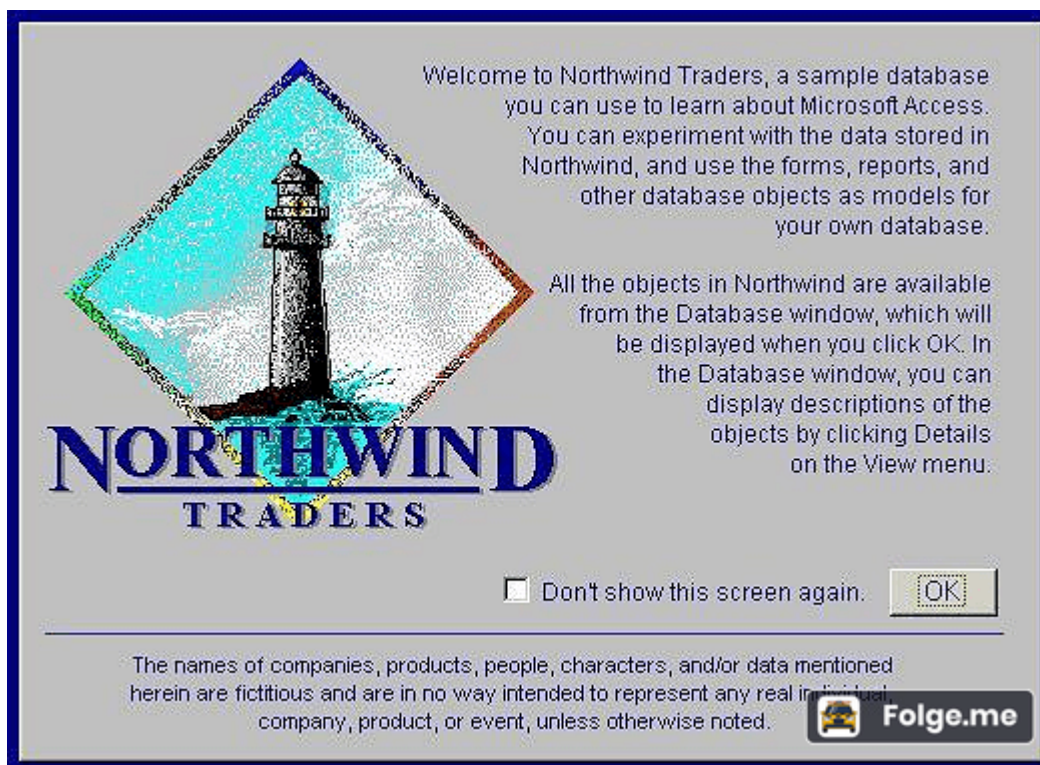 Welcome to Northwind Traders, a sample database
you can use to learn about Microsoft Access.
You can experiment with the data stored in
Northwind, and use the forms, reports, and
other database objects as models for
your own database.
All the objects in Northwind are available
from the Database window, which will
be displayed when you click OK. In
the Database window, you can
display descriptions of the
objects by clicking Details
on the View menu.
NORTHWIND
TRADERS
Don't show this screen again.
OK
The names of companies, products, people, characters, and/or data mentioned
herein are fictitious and are in no way intended to represent any real individual,
company, product, or event, unless otherwise noted.
Folge.me